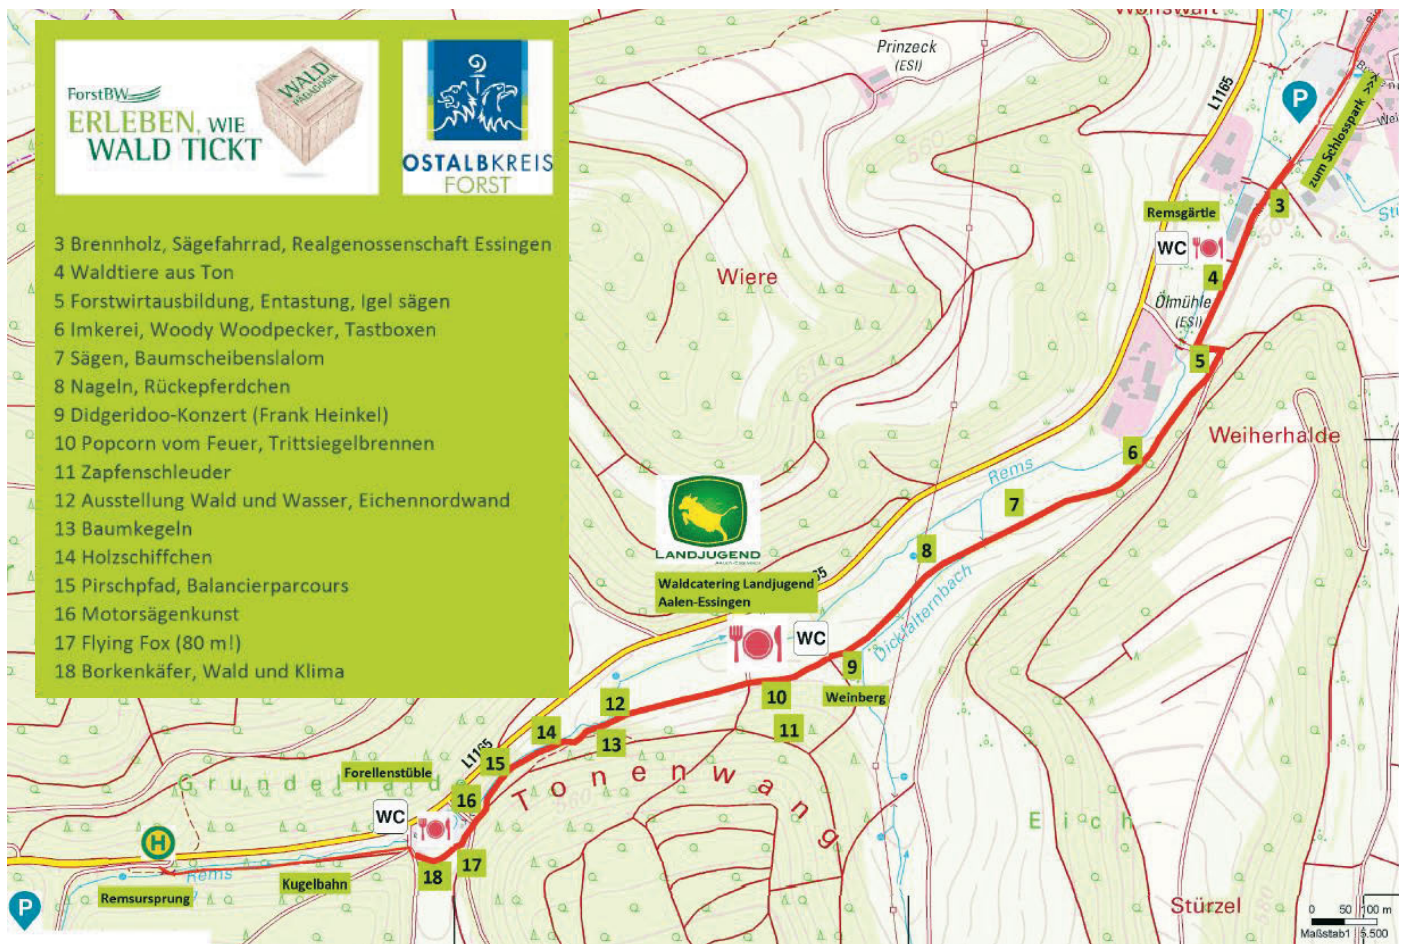 ForstBW
ERLEBEN, WIE
WALD TICKT
WALD
PÄDAGOGIK
OSTALBKREIS
FORST
3 Brennholz, Sägefahrrad, Realgenossenschaft Essingen
4 Waldtiere aus Ton
5 Forstwirtausbildung, Entastung, Igel sägen
6 Imkerei, Woody Woodpecker, Tastboxen
7 Sägen, Baumscheibenslalom
8 Nageln, Rückepferdchen
9 Didgeridoo-Konzert (Frank Heinkel)
10 Popcorn vom Feuer, Trittsiegelbrennen
11 Zapfenschleuder
12 Ausstellung Wald und Wasser, Eichennordwand
13 Baumkegeln
14 Holzschiffchen
15 Pirschpfad, Balancierparcours
16 Motorsägenkunst
17 Flying Fox (80 m!)
18 Borkenkäfer, Wald und Klima
Prinzeck
(ESI)
560
L1165
P
zum Schlosspark >>
3
Remsgärtle
WC
4
Wiere
Ölmühle
(ESI)
5
Weiherhalde
6
Rems
7
8
LANDJUGEND
Waldcatering Landjugend
Aalen-Essingen
WC
Dickfalternbach
9
Weinberg
10
11
12
13
14
L1165
15
Forellenstüble
Grundelhalde
16
Tonenwang
560
WC
Eich
H
17
18
Rems
Kugelbahn
Remsursprung
P
Stürzel
0 50 100 m
Maßstab 1 : 5.500